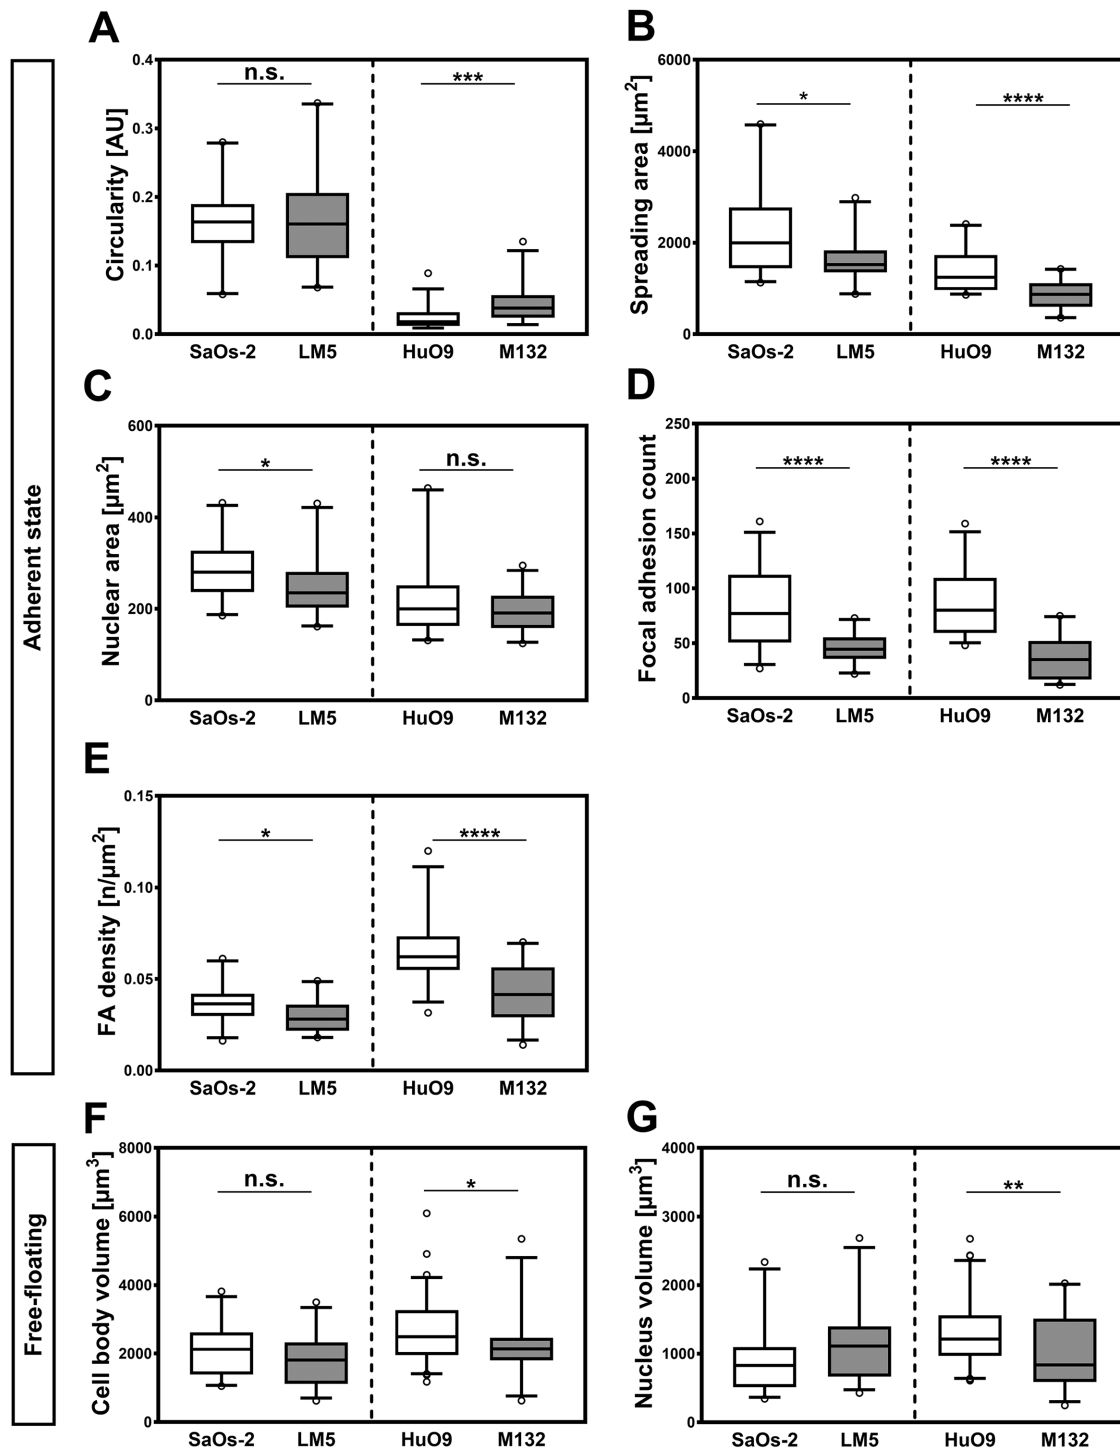 Adherent state
A
Circularity [AU]
0.4
0.3
0.2
0.1
0.0
n.s.
***
SaOs-2 LM5 HuO9 M132
B
Spreading area [µm²]
6000
4000
2000
0
*
****
SaOs-2 LM5 HuO9 M132
C
Nuclear area [µm²]
600
400
200
0
*
n.s.
SaOs-2 LM5 HuO9 M132
D
Focal adhesion count
250
200
150
100
50
0
****
****
SaOs-2 LM5 HuO9 M132
E
FA density [n/µm²]
0.15
0.10
0.05
0.00
*
****
SaOs-2 LM5 HuO9 M132
Free-floating
F
Cell body volume [µm³]
8000
6000
4000
2000
0
n.s.
*
SaOs-2 LM5 HuO9 M132
G
Nucleus volume [µm³]
4000
3000
2000
1000
0
n.s.
**
SaOs-2 LM5 HuO9 M132